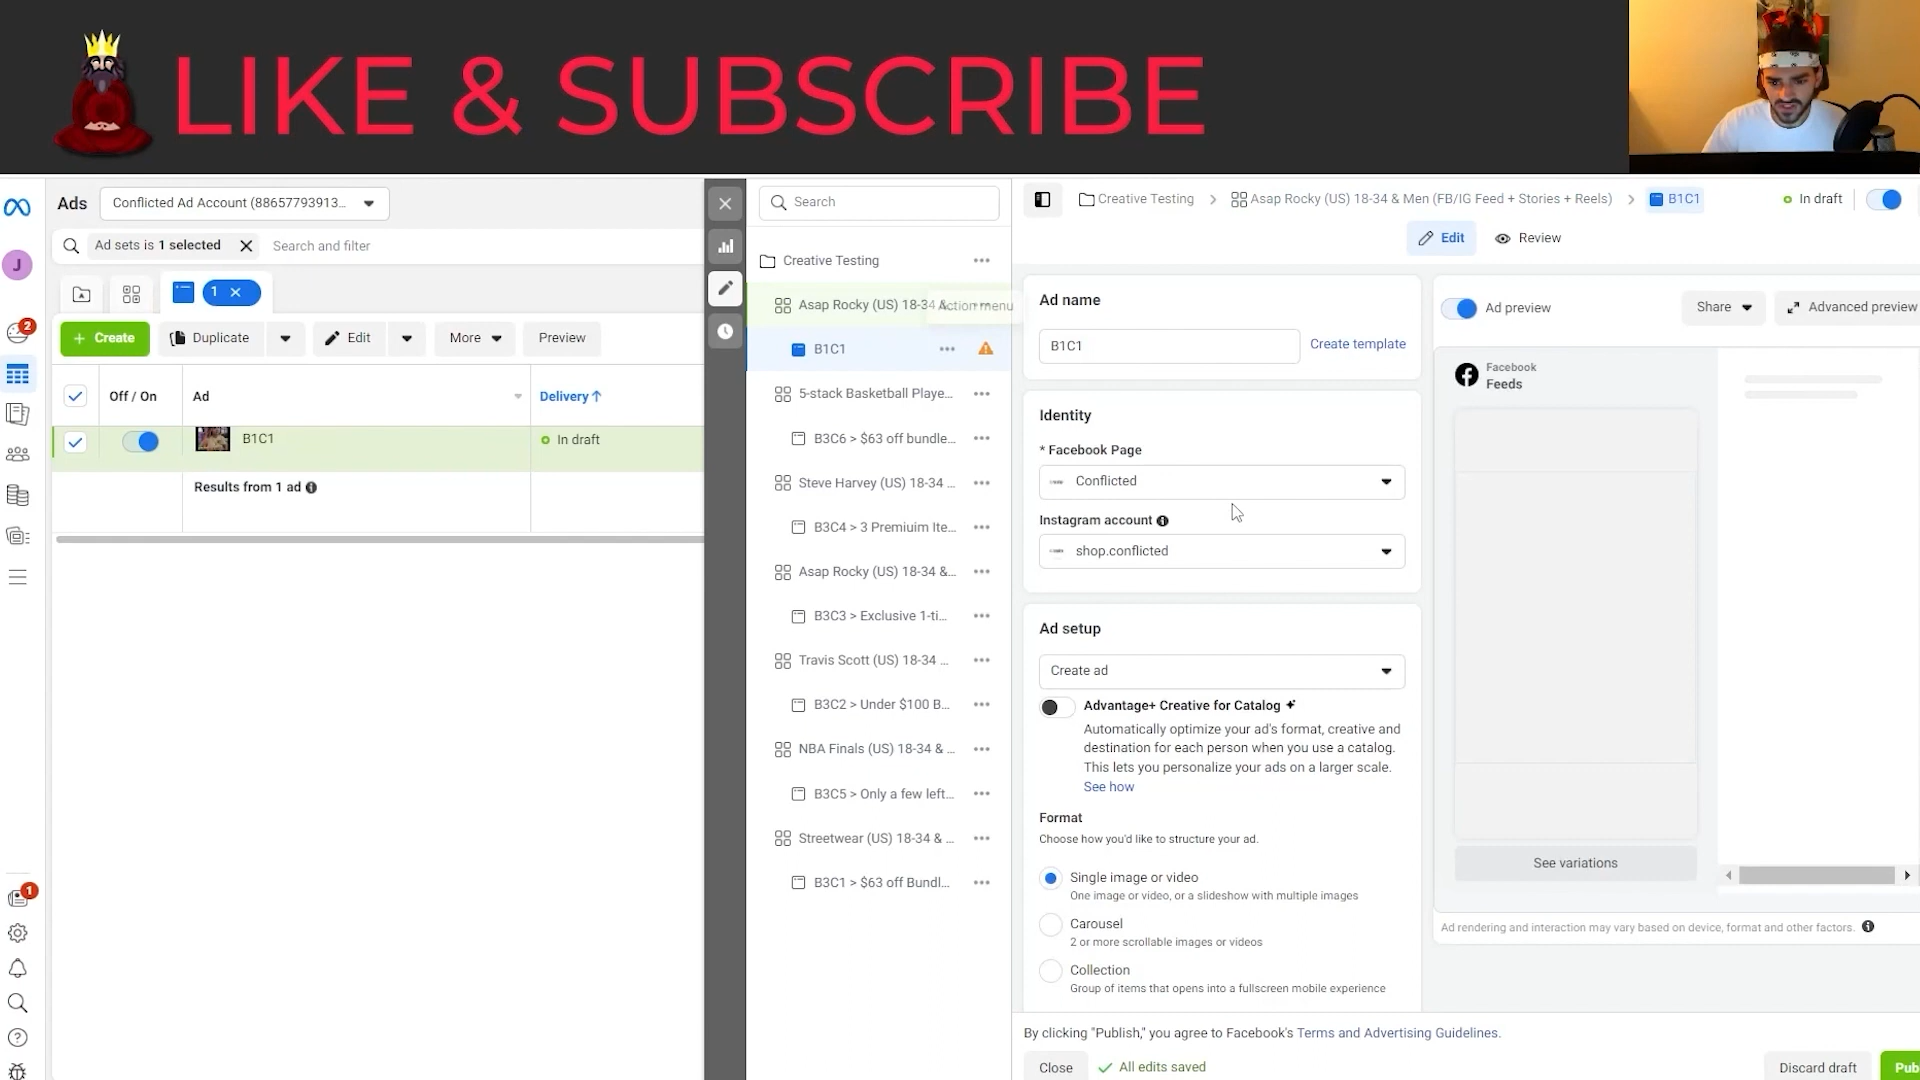 LIKE & SUBSCRIBE
Ads
Conflicted Ad Account (88657793913...
Ad sets is 1 selected
Search and filter
J
1
2
Create
Duplicate
Edit
More
Preview
Off / On
Ad
Delivery↑
B1C1
In draft
Results from 1 ad
1
Search
Creative Testing
Asap Rocky (US) 18-34 &
Action menu
B1C1
5-stack Basketball Playe...
B3C6 > $63 off bundle...
Steve Harvey (US) 18-34 ...
B3C4 > 3 Premiuim Ite...
Asap Rocky (US) 18-34 &...
B3C3 > Exclusive 1-ti...
Travis Scott (US) 18-34 ...
B3C2 > Under $100 B...
NBA Finals (US) 18-34 & ...
B3C5 > Only a few left...
Streetwear (US) 18-34 & ...
B3C1 > $63 off Bundl...
Creative Testing
Asap Rocky (US) 18-34 & Men (FB/IG Feed + Stories + Reels)
B1C1
In draft
Edit
Review
Ad name
B1C1
Create template
Identity
* Facebook Page
Conflicted
Instagram account
shop.conflicted
Ad setup
Create ad
Advantage+ Creative for Catalog
Automatically optimize your ad's format, creative and
destination for each person when you use a catalog.
This lets you personalize your ads on a larger scale.
See how
Format
Choose how you'd like to structure your ad.
Single image or video
One image or video, or a slideshow with multiple images
Carousel
2 or more scrollable images or videos
Collection
Group of items that opens into a fullscreen mobile experience
Ad preview
Share
Advanced preview
Facebook
Feeds
See variations
Ad rendering and interaction may vary based on device, format and other factors.
By clicking "Publish," you agree to Facebook's Terms and Advertising Guidelines.
Close
All edits saved
Discard draft
Pub